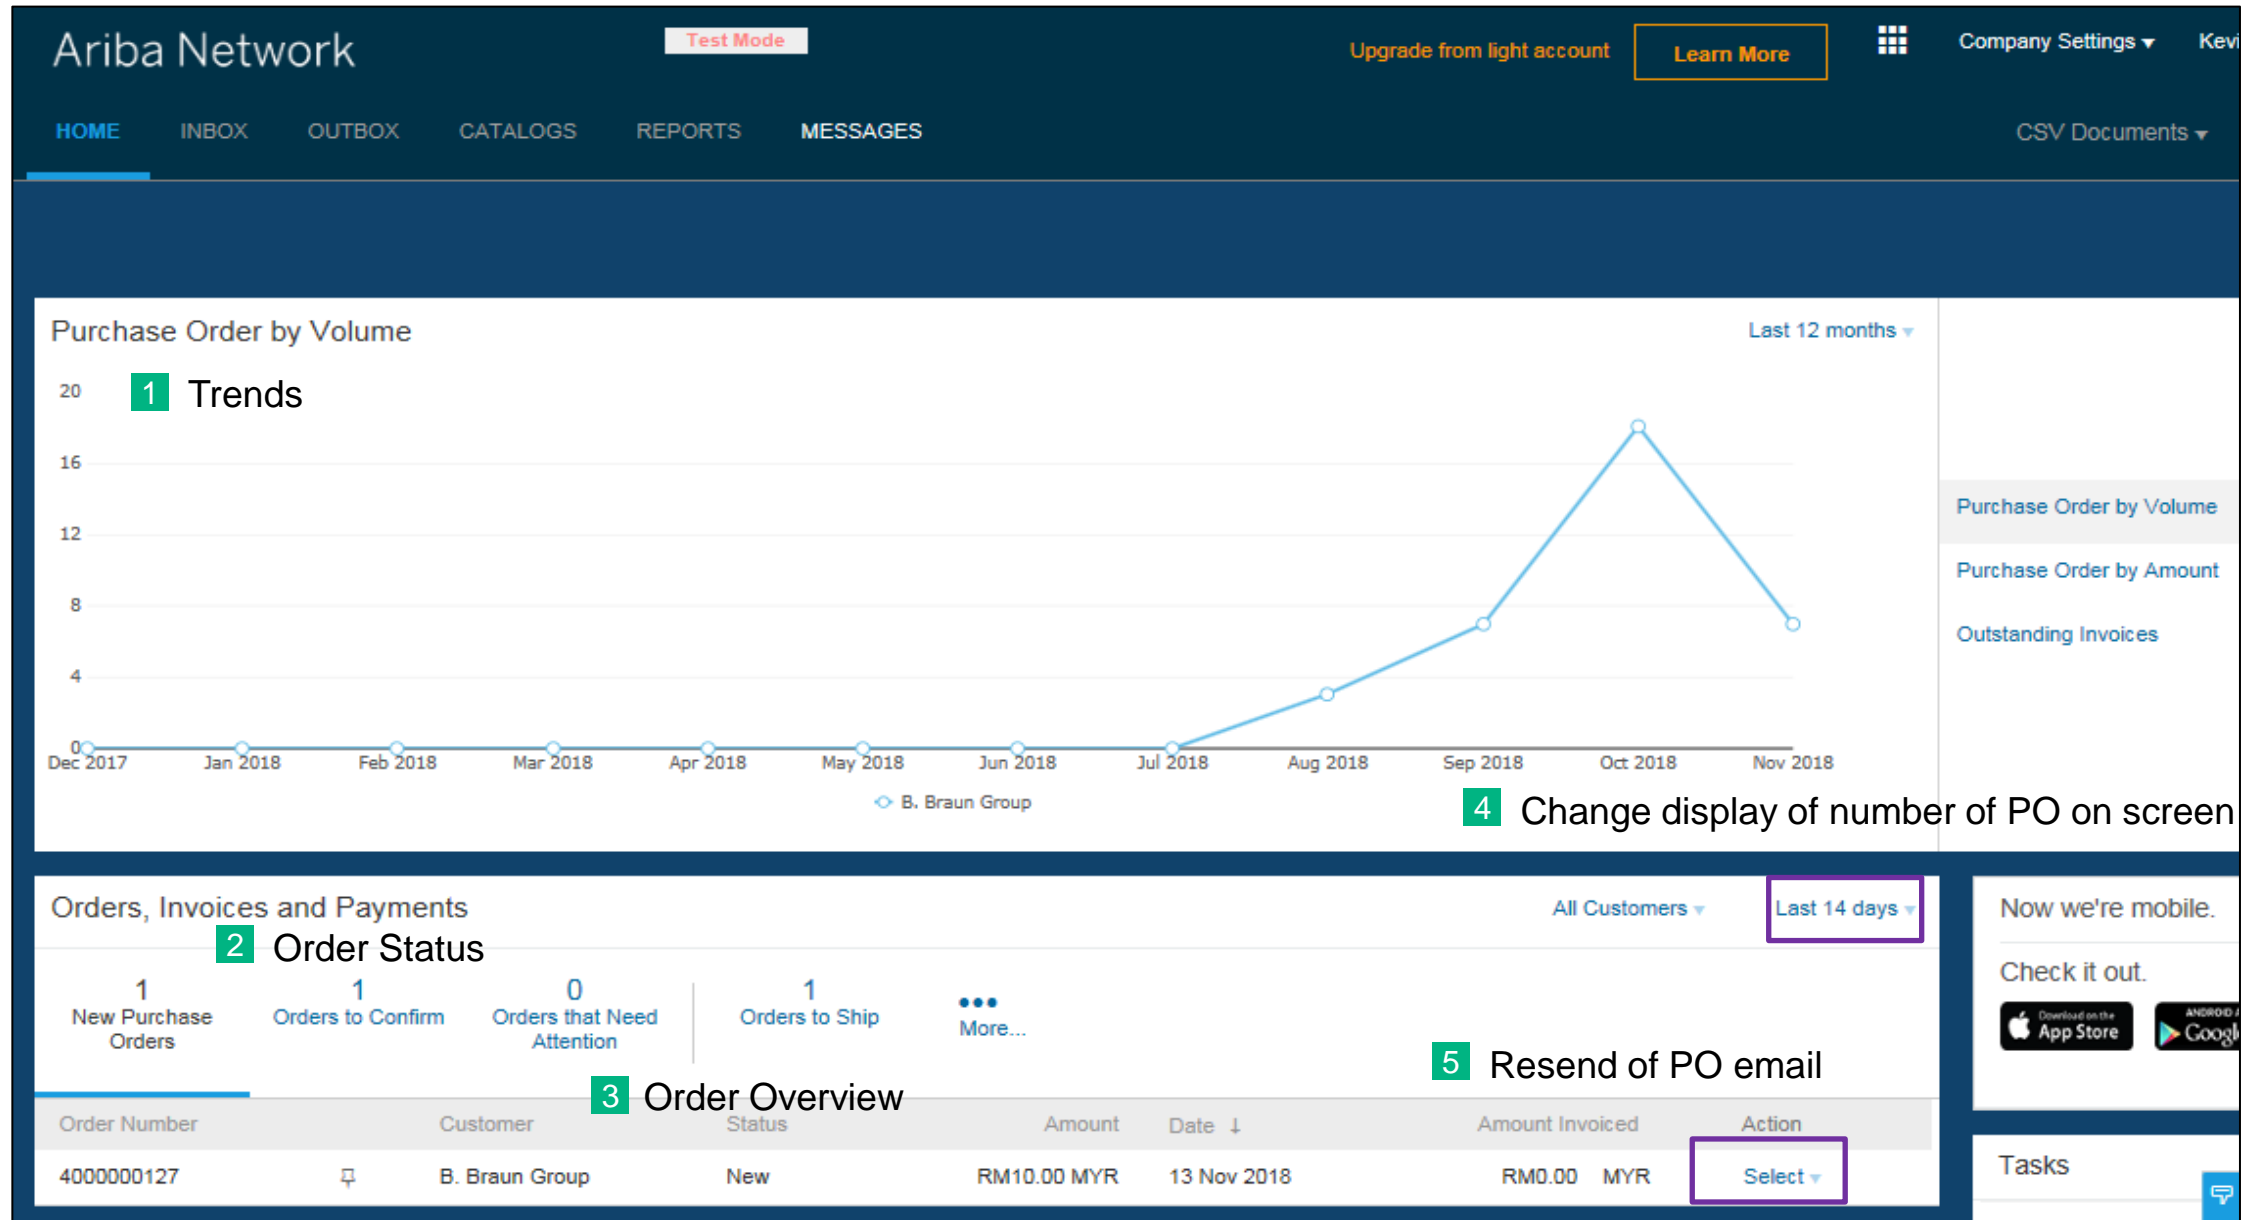 Ariba Network
Test Mode
Upgrade from light account
Learn More
Company Settings
HOME INBOX OUTBOX CATALOGS REPORTS MESSAGES
CSV Documents
Purchase Order by Volume
Last 12 months
1 Trends
20
16
12
8
4
0
Dec 2017 Jan 2018 Feb 2018 Mar 2018 Apr 2018 May 2018 Jun 2018 Jul 2018 Aug 2018 Sep 2018 Oct 2018 Nov 2018
B. Braun Group
Purchase Order by Volume
Purchase Order by Amount
Outstanding Invoices
4 Change display of number of PO on screen
Orders, Invoices and Payments
All Customers
Last 14 days
2 Order Status
1
New Purchase
Orders
1
Orders to Confirm
0
Orders that Need
Attention
1
Orders to Ship
More...
5 Resend of PO email
3 Order Overview
Order Number Customer Status Amount Date ↓ Amount Invoiced Action
4000000127 B. Braun Group New RM10.00 MYR 13 Nov 2018 RM0.00 MYR Select
Now we're mobile.
Check it out.
Download on the
App Store
Tasks